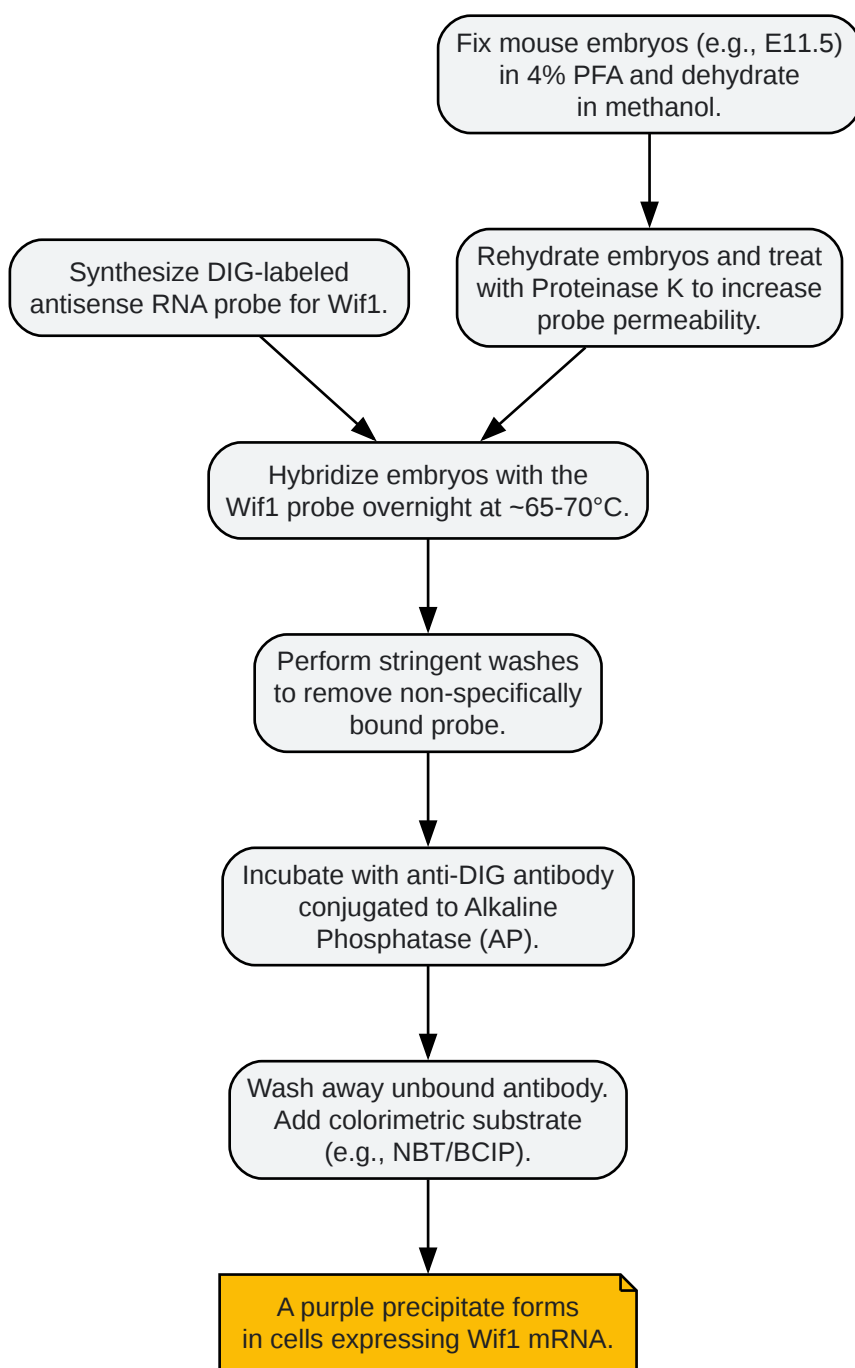 Fix mouse embryos (e.g., E11.5)
in 4% PFA and dehydrate
in methanol.
Synthesize DIG-labeled
antisense RNA probe for Wif1.
Rehydrate embryos and treat
with Proteinase K to increase
probe permeability.
Hybridize embryos with the
Wif1 probe overnight at ~65-70°C.
Perform stringent washes
to remove non-specifically
bound probe.
Incubate with anti-DIG antibody
conjugated to Alkaline
Phosphatase (AP).
Wash away unbound antibody.
Add colorimetric substrate
(e.g., NBT/BCIP).
A purple precipitate forms
in cells expressing Wif1 mRNA.